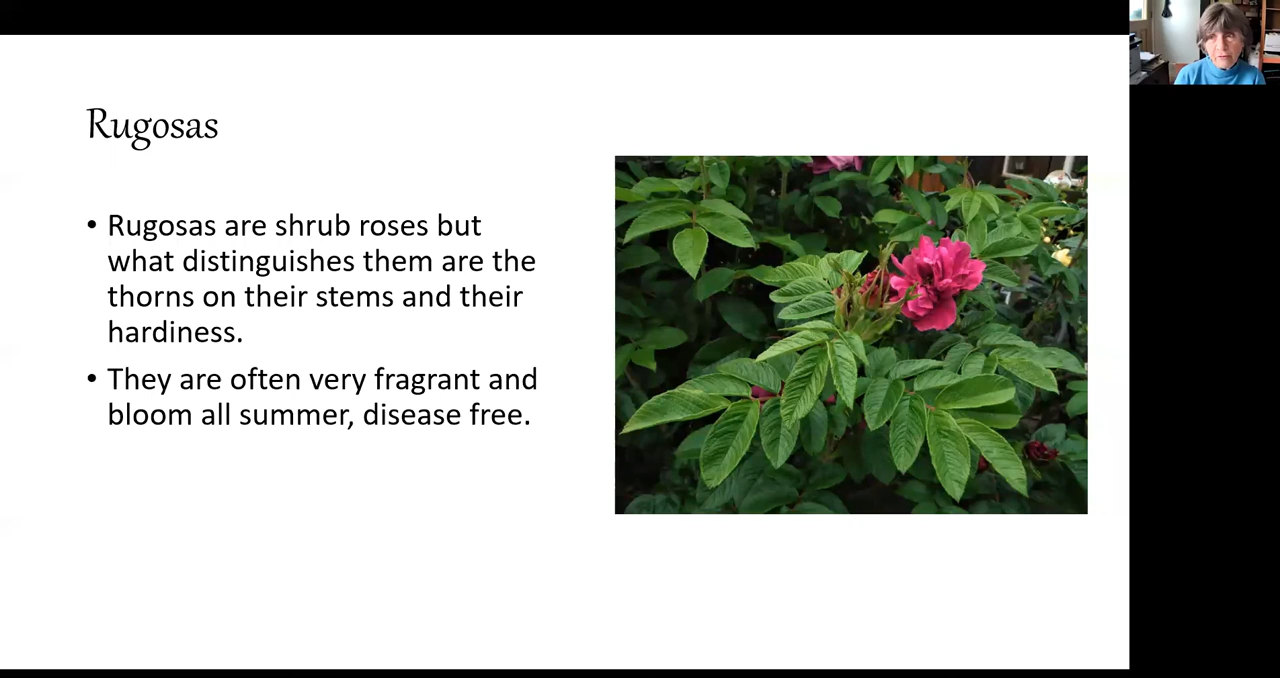 Rugosas
• Rugosas are shrub roses but
what distinguishes them are the
thorns on their stems and their
hardiness.
• They are often very fragrant and
bloom all summer, disease free.